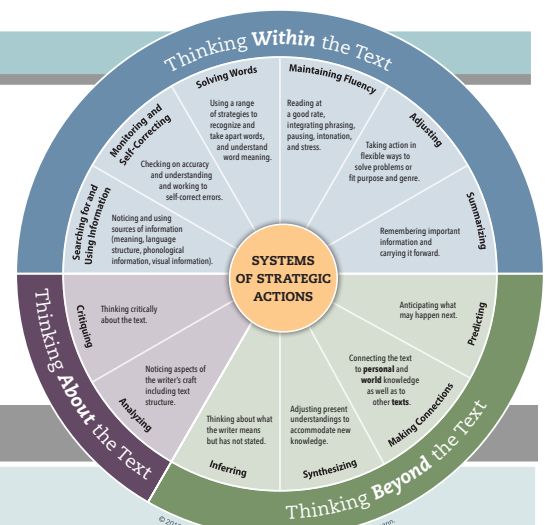 Thinking Within the Text
Searching for and
Using Information
Noticing and using
sources of information
(meaning, language
structure, phonological
information, visual information).
Monitoring and
Self-Correcting
Checking on accuracy
and understanding
and working to
self-correct errors.
Solving Words
Using a range
of strategies to
recognize and
take apart words,
and understand
word meaning.
Maintaining Fluency
Reading at
a good rate,
integrating phrasing,
pausing, intonation,
and stress.
Adjusting
Taking action in
flexible ways to
solve problems or
fit purpose and genre.
Summarizing
Remembering important
information and
carrying it forward.
SYSTEMS
OF STRATEGIC
ACTIONS
Predicting
Anticipating what
may happen next.
Making Connections
Connecting the text
to personal and
world knowledge
as well as to
other texts.
Synthesizing
Adjusting present
understandings to
accommodate new
knowledge.
Inferring
Thinking about what
the writer means
but has not stated.
Thinking Beyond the Text
Analyzing
Noticing aspects of
the writer's craft
including text
structure.
Critiquing
Thinking critically
about the text.
Thinking About the Text